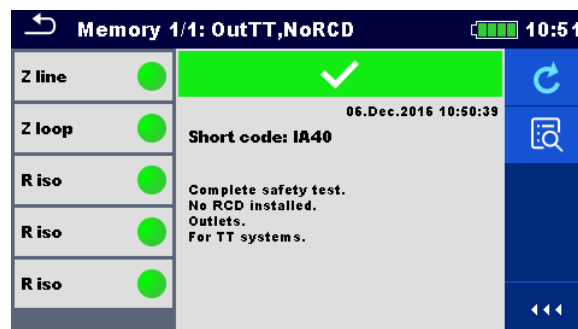 Memory 1/1: OutTT,NoRCD
10:51
Z line
Z loop
R iso
R iso
R iso
06.Dec.2016 10:50:39
Short code: IA40
Complete safety test.
No RCD installed.
Outlets.
For TT systems.